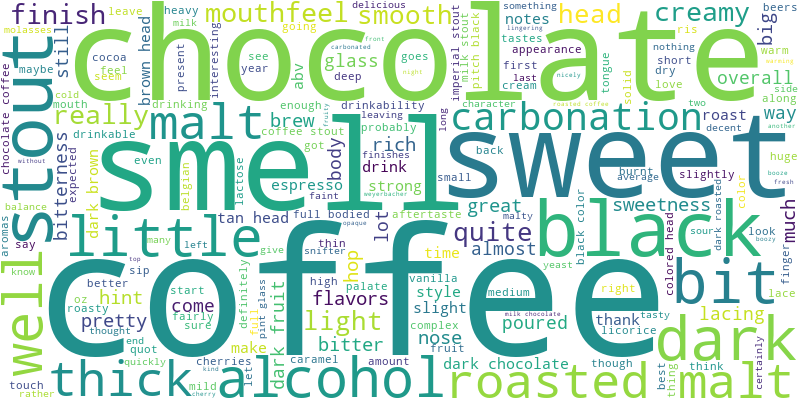 finish
mouthfeel
smooth
head
creamy
big
chocolate
stout
smell
sweet
coffee
black
dark
roasted malt
thick
alcohol
malt
carbonation
little
bit
well
light
quite
really
brew
pretty
hint
bitter
flavors
nose
poured
lacing
great
sweetness
almost
overall
way
much
glass
notes
roast
rich
body
espresso
strong
drink
tan head
dark fruit
dark chocolate
dark brown
brown head
bitterness
still
style
slight
hop
lot
time
come
make
thank
licorice
though
think
slightly
complex
vanilla
palate
medium
caramel
amount
cherries
mild
high
thin
full bodied
faint
aftertaste
malty
yeast
sour
black color
colored head
dark roasted
color
look
finger
lace
right
tasty
milk chocolate
fruit
weyerbacher
snifter
opaque
pint glass
definitely
give
many
left
start
fairly
sure
better
sip
oz
roasty
thought
end
quot
quickly
top
touch
rather
know
say
aromas
balance
without
expected
chocolate coffee
maybe
molasses
leave
seem
cocoa
feel
milk
mouth
cold
drinking
drinkable
even
heavy
present
interesting
going
see
year
abv
deep
delicious
goes
carbonated
front
night
enough
drinkability
leaving
coffee stout
probably
got
finishes
belgian
lactose
long
small
back
average
burnt
character
roasted coffee
nicely
two
decent
another
cream
first
last
appearance
tastes
something
lingering
imperial stout
milk stout
pitch black
tongue
solid
short
dry
love
nothing
ris
beers
warm
warming
side
along
huge
booze
fresh
boozy
best
thing
certainly
kind
cherry
let
full
fruity